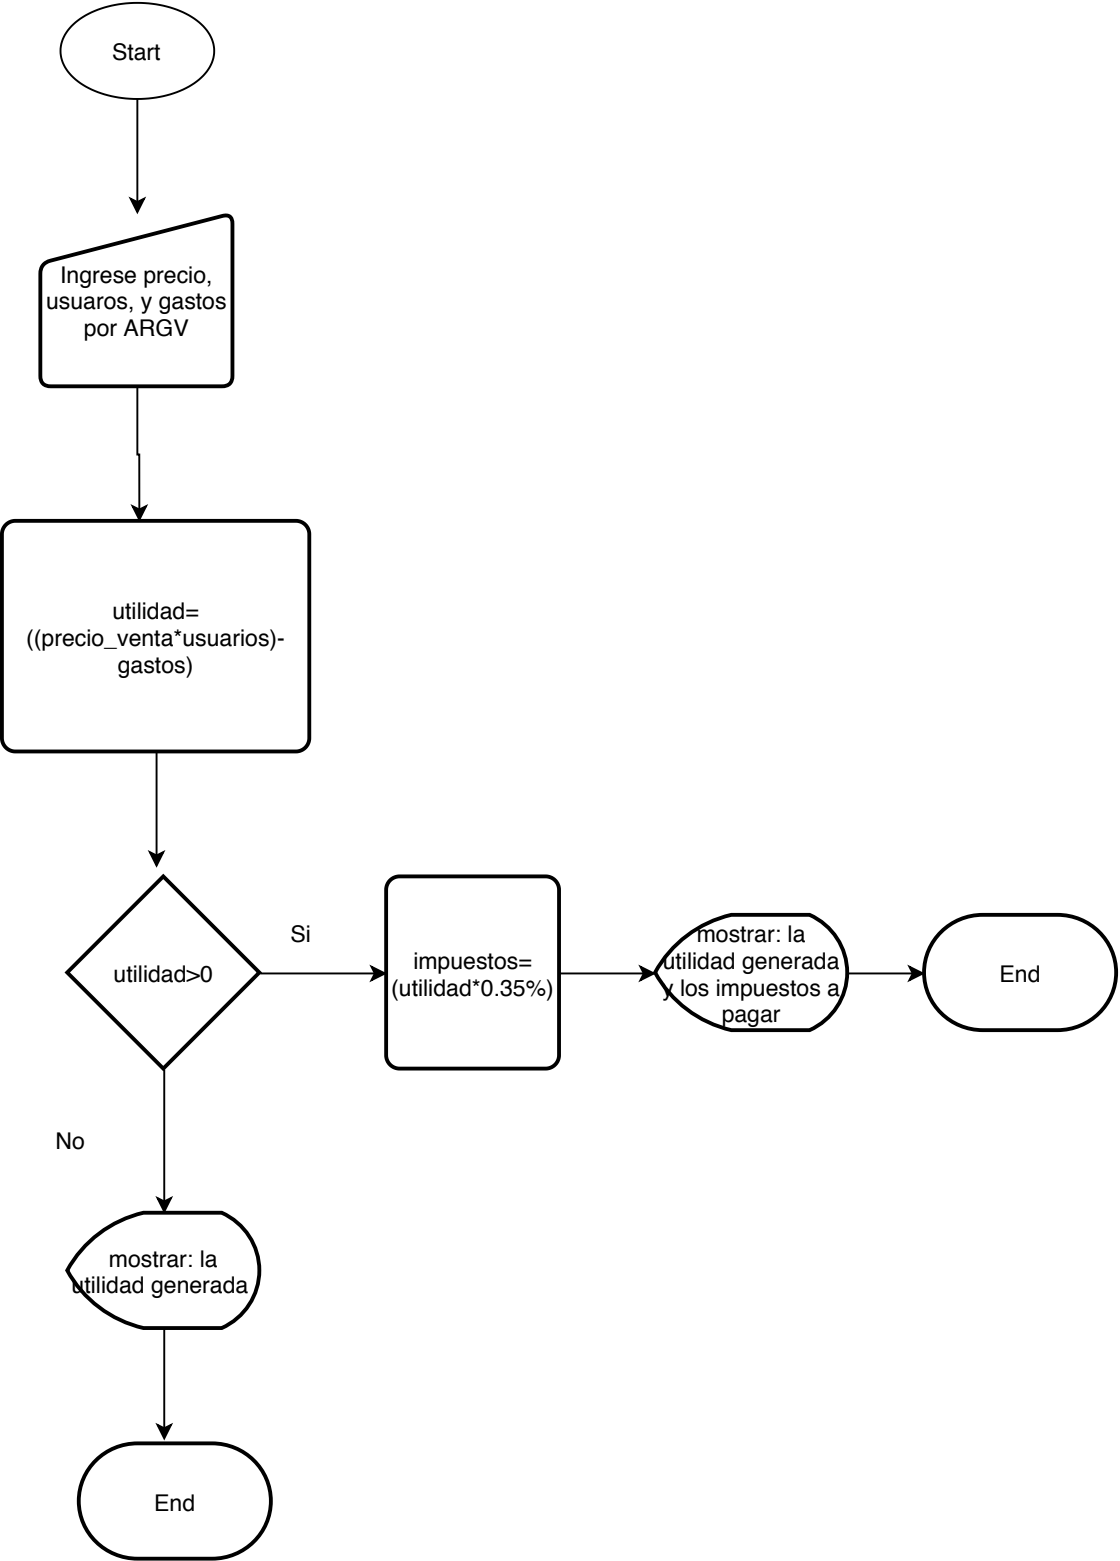 Start
Ingrese precio,
usuaros, y gastos
por ARGV
utilidad=
((precio_venta*usuarios)-
gastos)
utilidad>0
Si
impuestos=
(utilidad*0.35%)
mostrar: la
utilidad generada
y los impuestos a
pagar
End
No
mostrar: la
utilidad generada
End